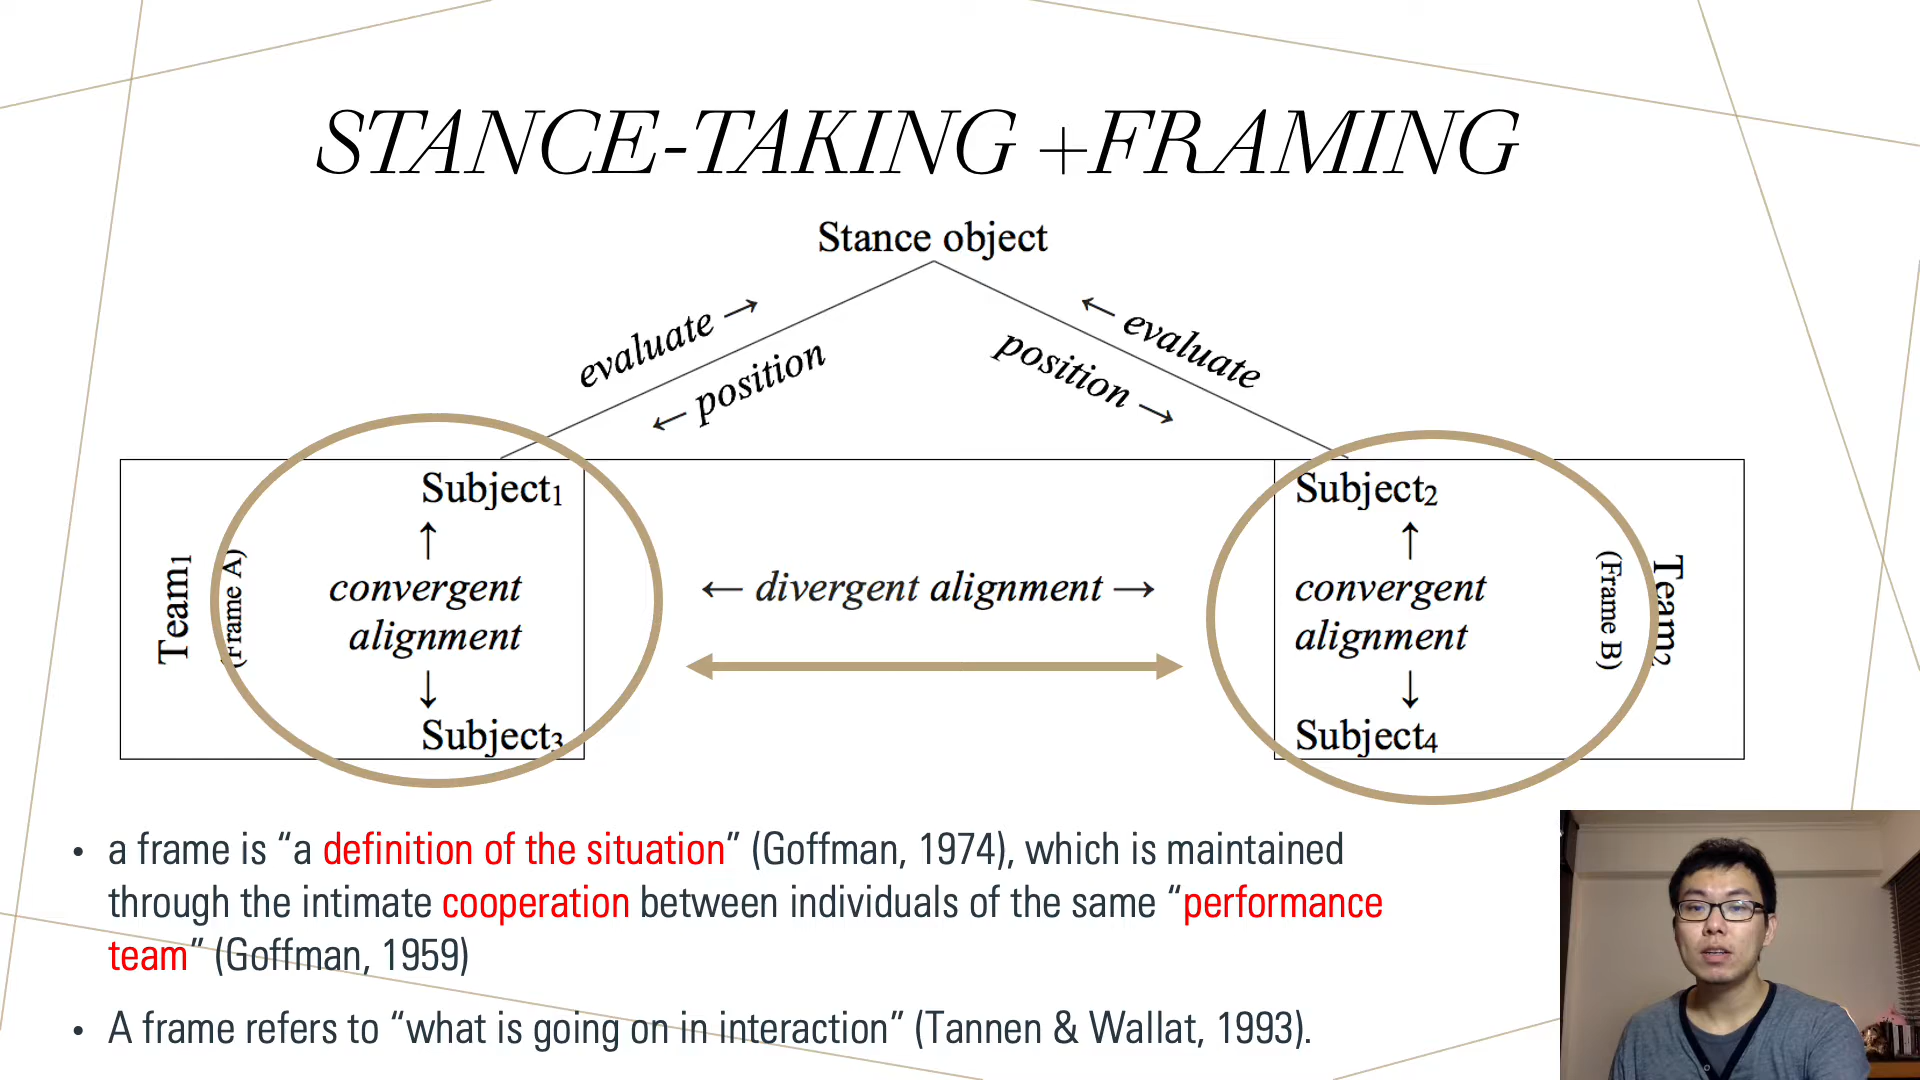 STANCE-TAKING +FRAMING
Stance object
evaluate →
← position
← evaluate
position →
Team1
(Frame A)
Subject1
↑
convergent
alignment
↓
Subject3
← divergent alignment →
Subject2
↑
convergent
alignment
↓
Subject4
(Frame B)
Team2
• a frame is “a definition of the situation” (Goffman, 1974), which is maintained
through the intimate cooperation between individuals of the same “performance
team” (Goffman, 1959)
• A frame refers to “what is going on in interaction” (Tannen & Wallat, 1993).